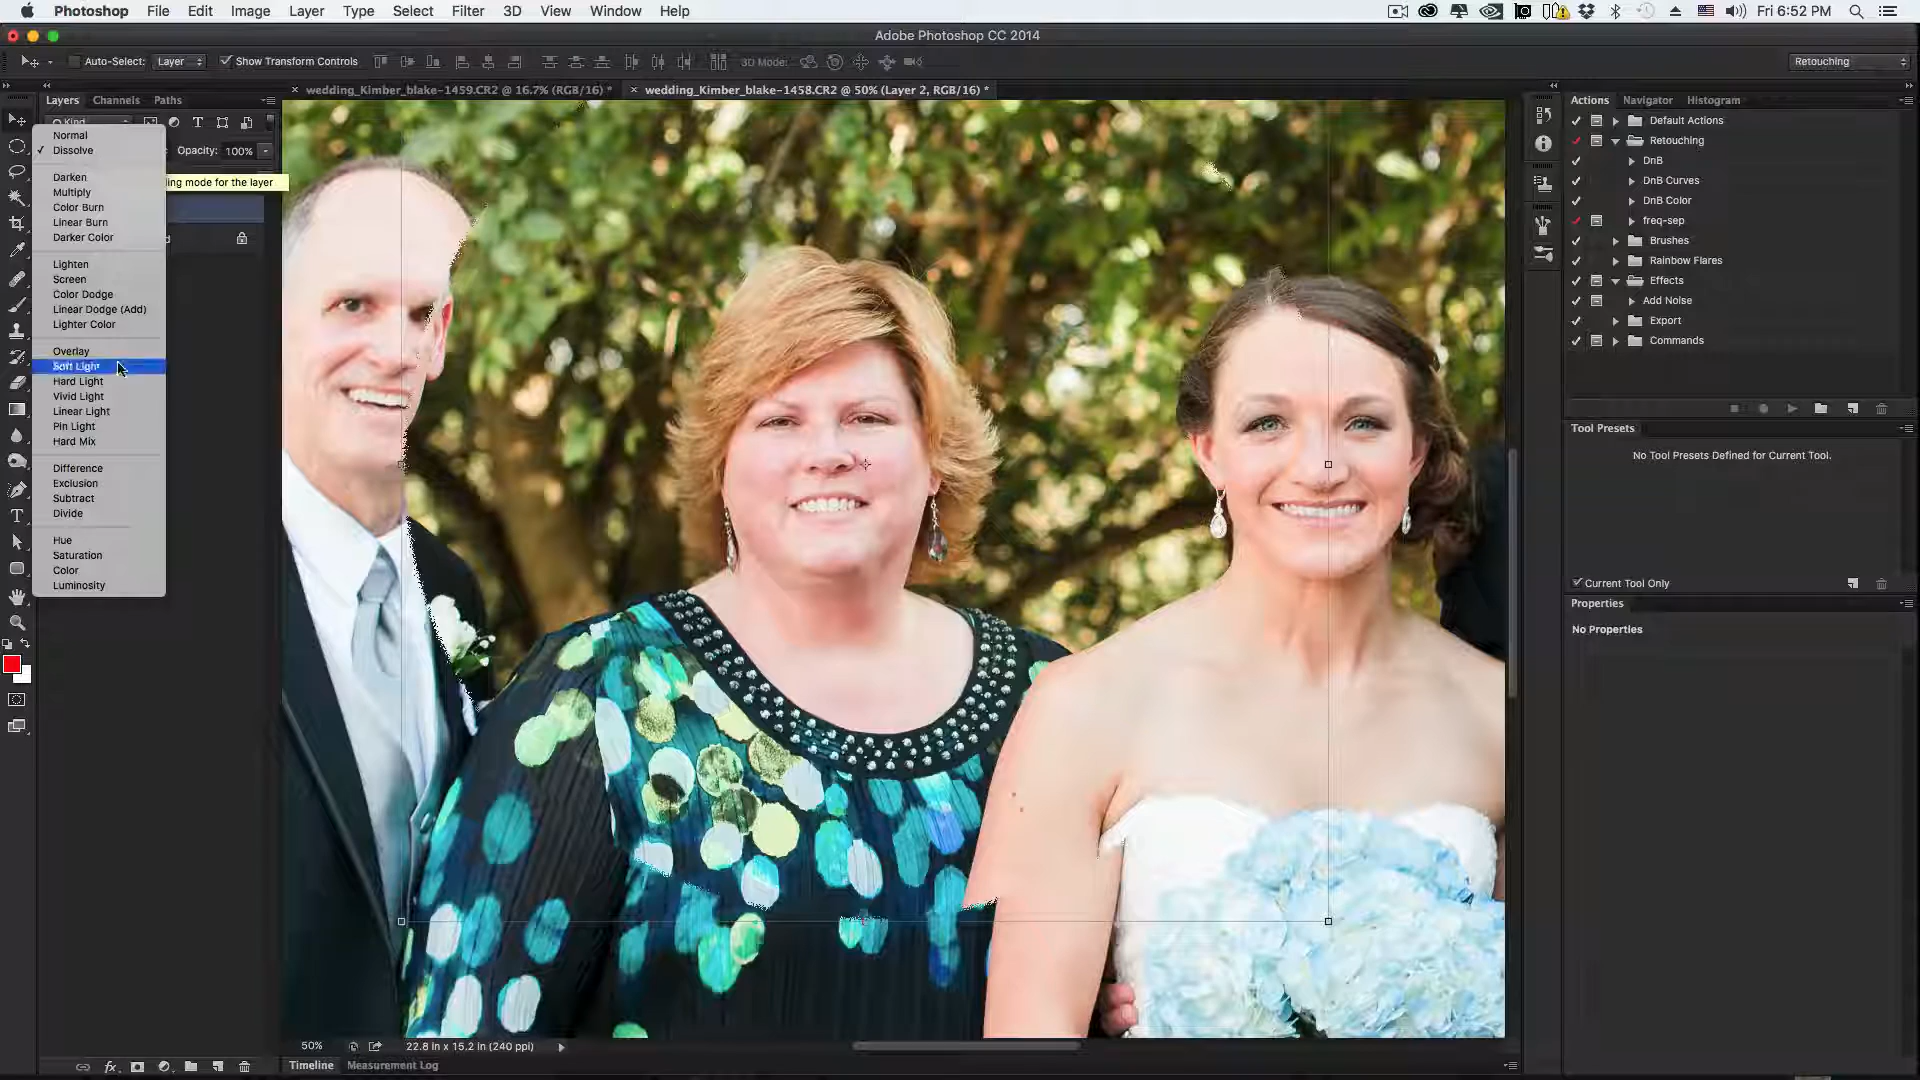 Photoshop File Edit Image Layer Type Select Filter 3D View Window Help Fri 6:52 PM
Adobe Photoshop CC 2014
Auto-Select: Layer Show Transform Controls 3D Mode: Retouching
wedding_Kimber_blake-1459.CR2 @ 16.7% (RGB/16) * wedding_Kimber_blake-1458.CR2 @ 50% (Layer 2, RGB/16) *
Layers Channels Paths
Kind
Normal
Dissolve
Opacity: 100%
Darken
ing mode for the layer
Multiply
Color Burn
Linear Burn
Darker Color
Lighten
Screen
Color Dodge
Linear Dodge (Add)
Lighter Color
Overlay
Soft Light
Hard Light
Vivid Light
Linear Light
Pin Light
Hard Mix
Difference
Exclusion
Subtract
Divide
Hue
Saturation
Color
Luminosity
fx
50% 22.8 in x 15.2 in (240 ppi)
Timeline Measurement Log
Actions Navigator Histogram
Default Actions
Retouching
DnB
DnB Curves
DnB Color
freq-sep
Brushes
Rainbow Flares
Effects
Add Noise
Export
Commands
Tool Presets
No Tool Presets Defined for Current Tool.
Current Tool Only
Properties
No Properties